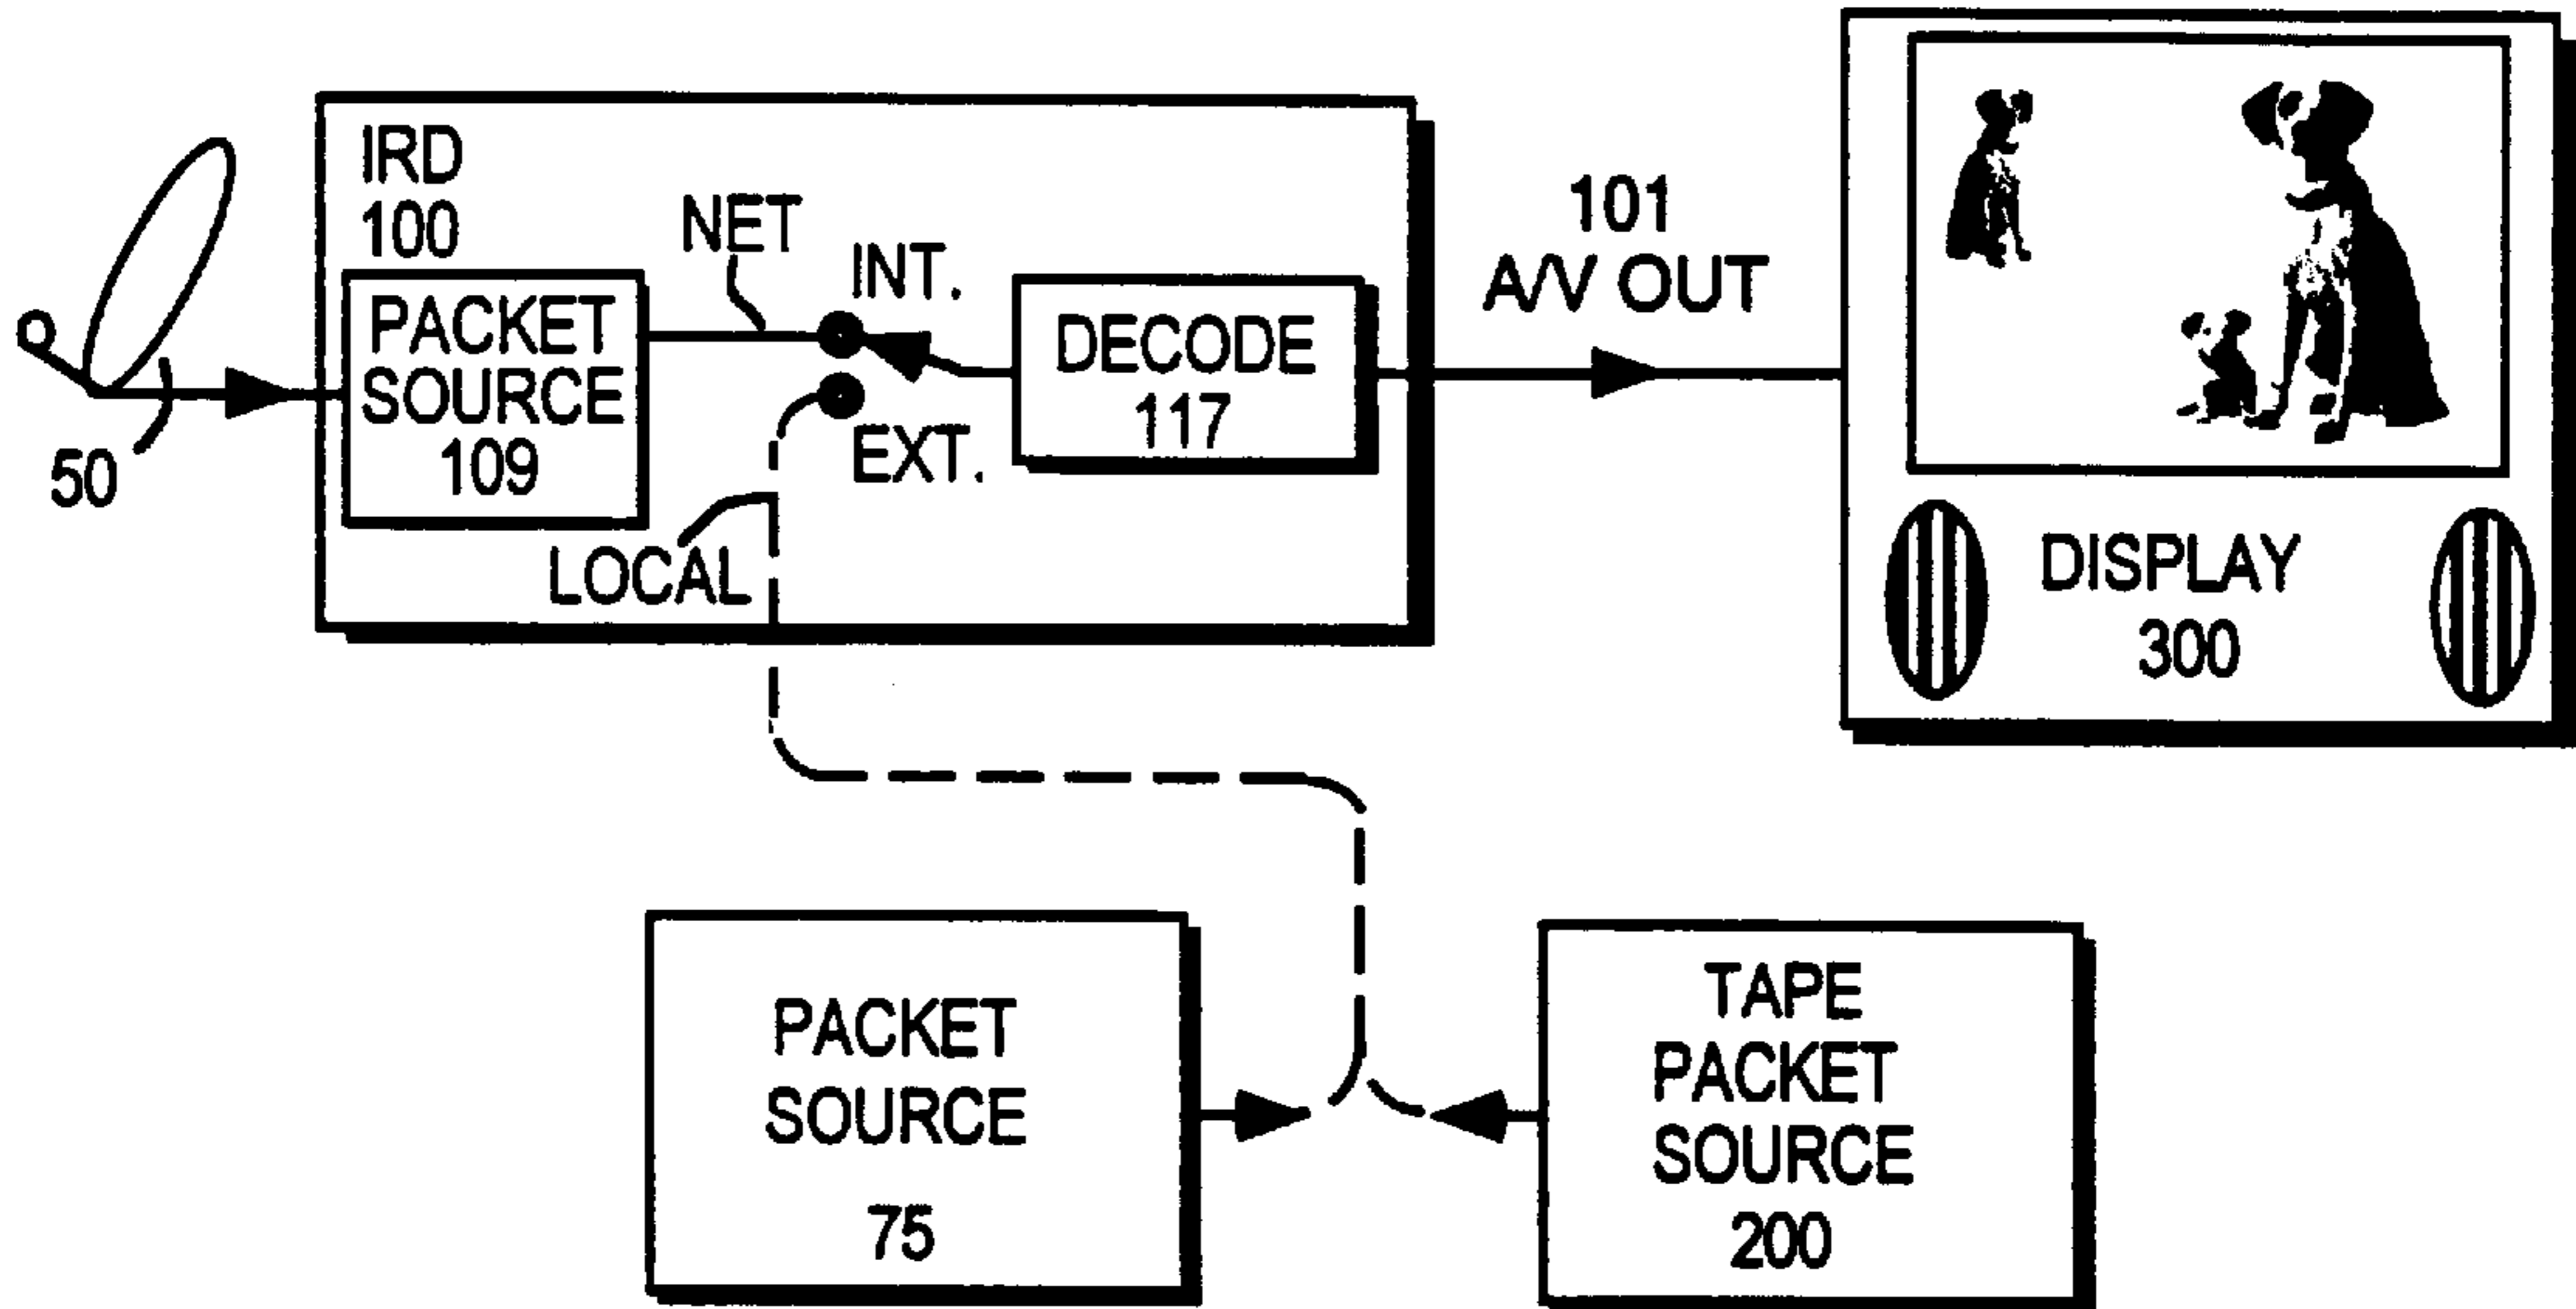 IRD
100
NET
INT.
EXT.
PACKET
SOURCE
109
50
LOCAL
DECODE
117
101
A/V OUT
DISPLAY
300
PACKET
SOURCE
75
TAPE
PACKET
SOURCE
200